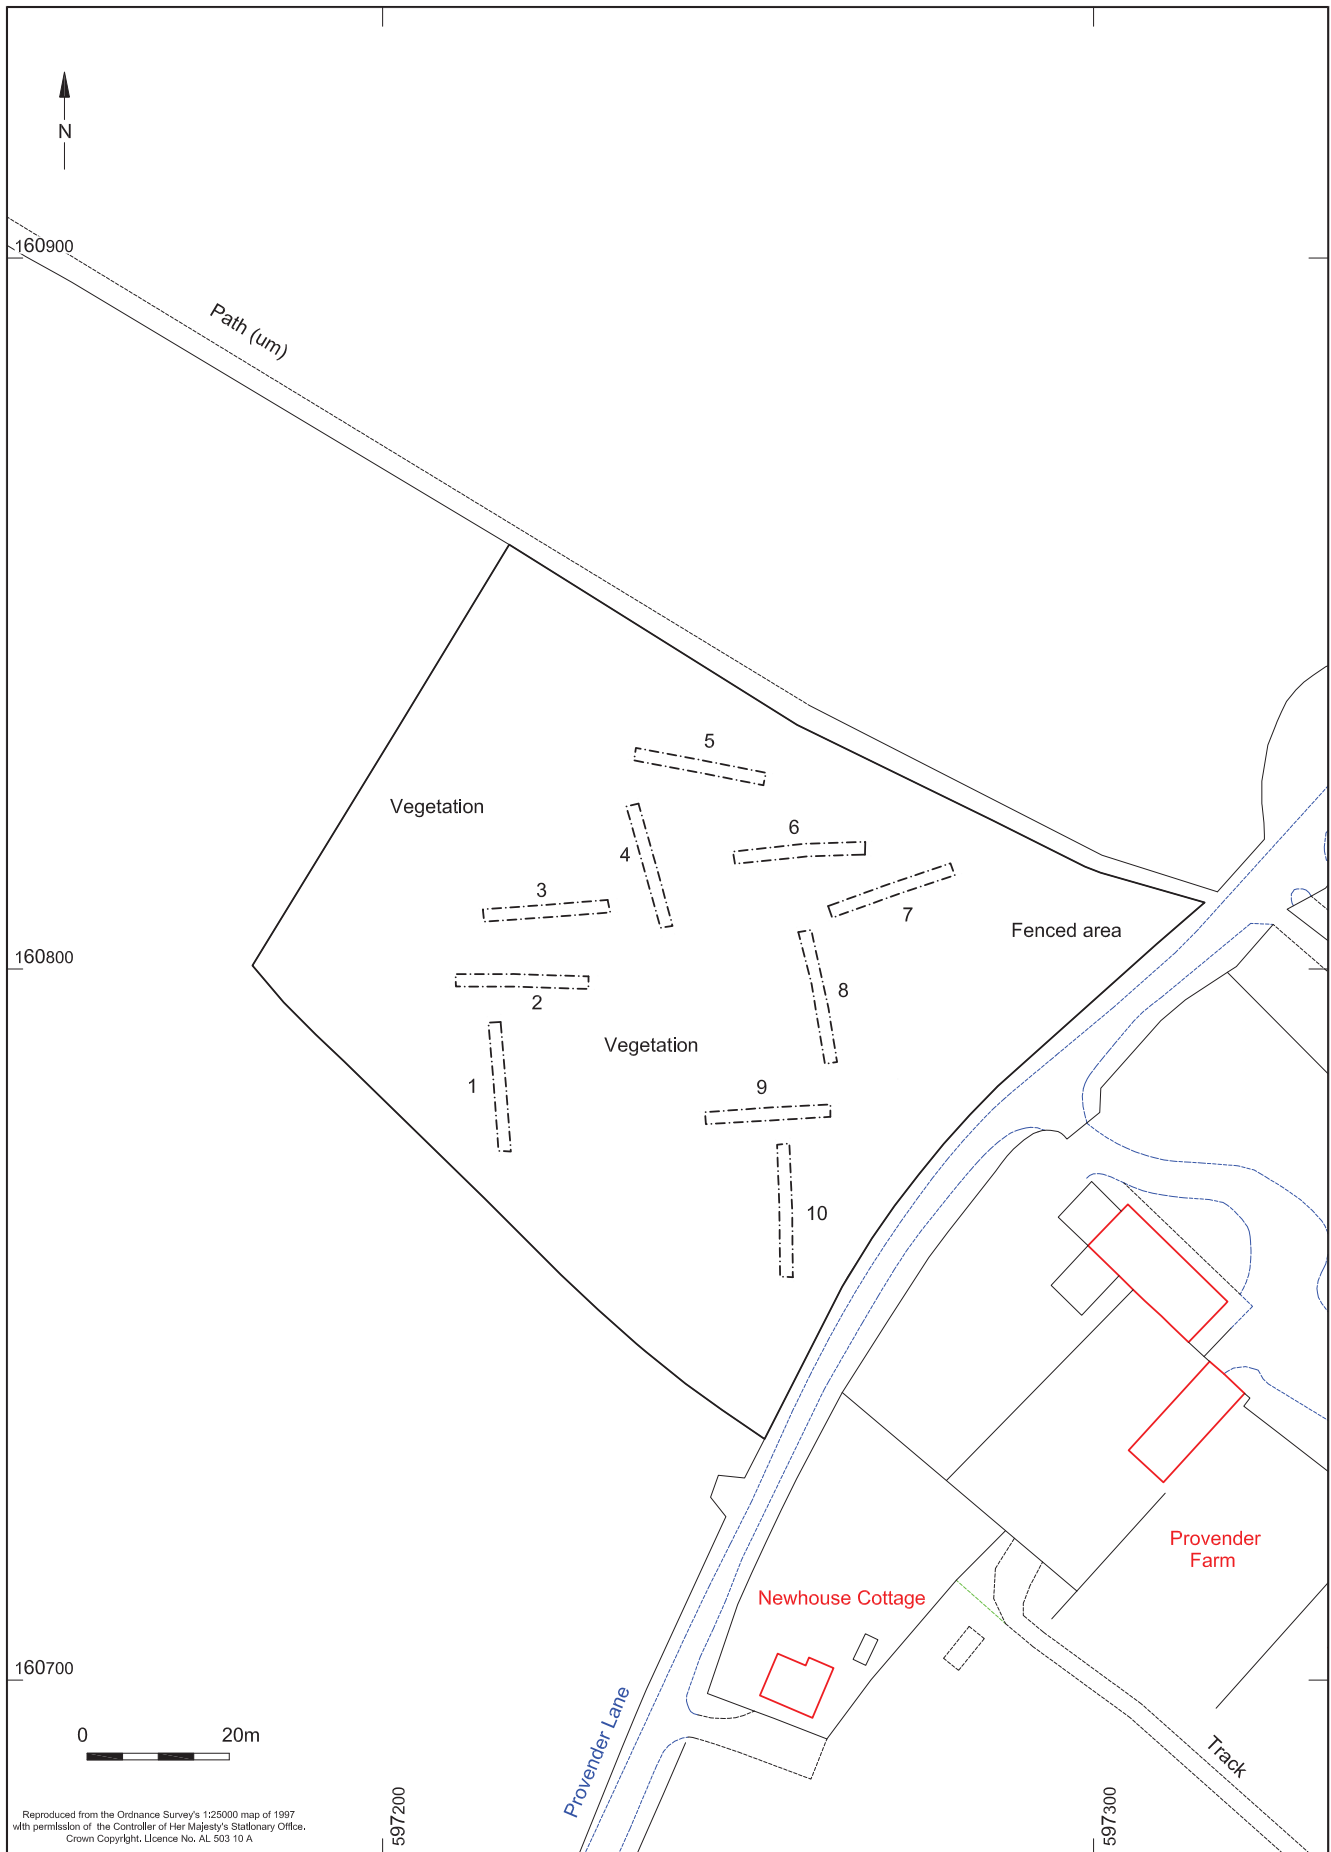 N
160900
Path (um)
5
Vegetation
6
4
3
7
Fenced area
160800
8
2
Vegetation
1
9
10
Provender
Farm
Newhouse Cottage
160700
0 20m
Provender Lane
Track
597200
597300
Reproduced from the Ordnance Survey's 1:25000 map of 1997
with permission of the Controller of Her Majesty's Stationary Office.
Crown Copyright. Licence No. AL 503 10 A